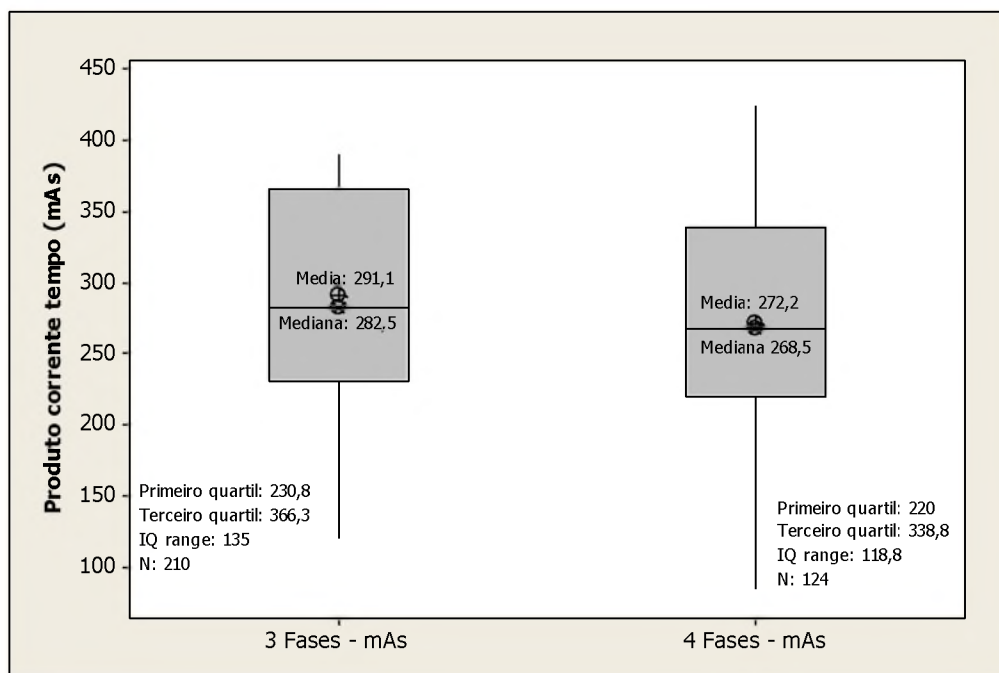 Produto corrente tempo (mAs)
450
400
350
300
250
200
150
100
Media: 291,1
Mediana: 282,5
Primeiro quartil: 230,8
Terceiro quartil: 366,3
IQ range: 135
N: 210
Media: 272,2
Mediana 268,5
Primeiro quartil: 220
Terceiro quartil: 338,8
IQ range: 118,8
N: 124
3 Fases - mAs
4 Fases - mAs